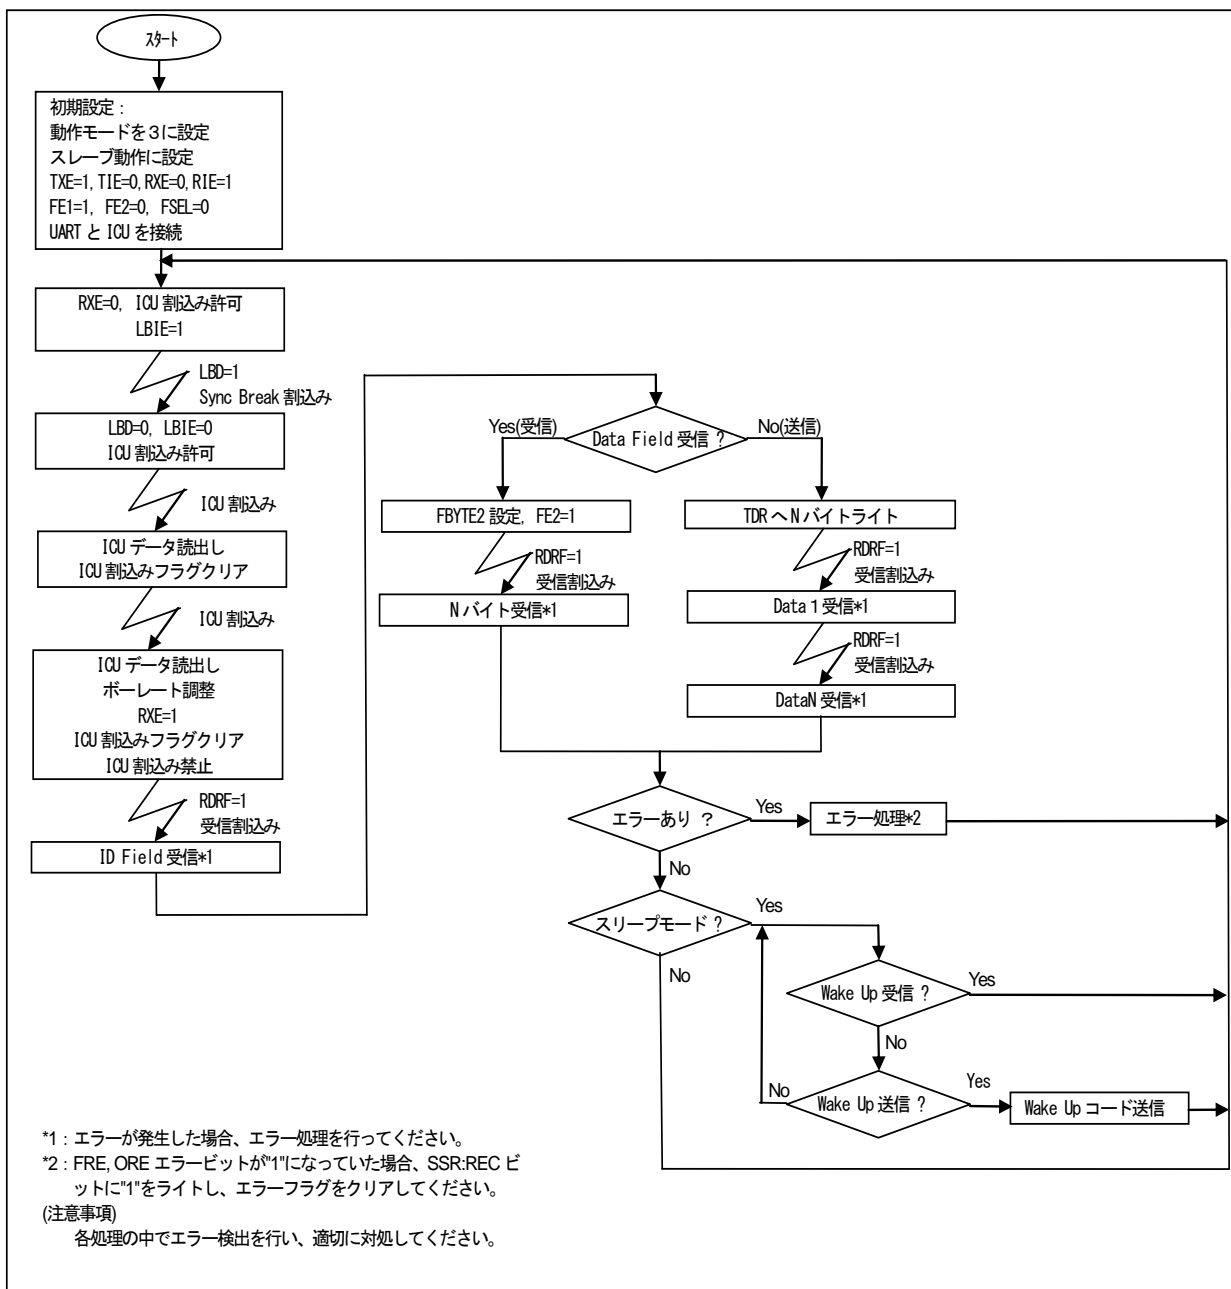 スタート
初期設定：
動作モードを３に設定
スレーブ動作に設定
TXE=1, TIE=0, RXE=0, RIE=1
FE1=1, FE2=0, FSEL=0
UART と ICU を接続
RXE=0, ICU 割込み許可
LBIE=1
LBD=1
Sync Break 割込み
LBD=0, LBIE=0
ICU 割込み許可
ICU 割込み
ICU データ読出し
ICU 割込みフラグクリア
ICU 割込み
ICU データ読出し
ボーレート調整
RXE=1
ICU 割込みフラグクリア
ICU 割込み禁止
RDRF=1
受信割込み
ID Field 受信*1
Data Field 受信 ?
Yes(受信)
No(送信)
FBYTE2 設定, FE2=1
RDRF=1
受信割込み
N バイト受信*1
TDR へ N バイトライト
RDRF=1
受信割込み
Data 1 受信*1
RDRF=1
受信割込み
DataN 受信*1
エラーあり ?
Yes
エラー処理*2
No
スリープモード ?
Yes
No
Wake Up 受信 ?
Yes
No
Wake Up 送信 ?
No
Yes
Wake Up コード送信
*1 : エラーが発生した場合、エラー処理を行ってください。
*2 : FRE, ORE エラービットが"1"になっていた場合、SSR:REC ビ
ットに"1"をライトし、エラーフラグをクリアしてください。
(注意事項)
各処理の中でエラー検出を行い、適切に対処してください。